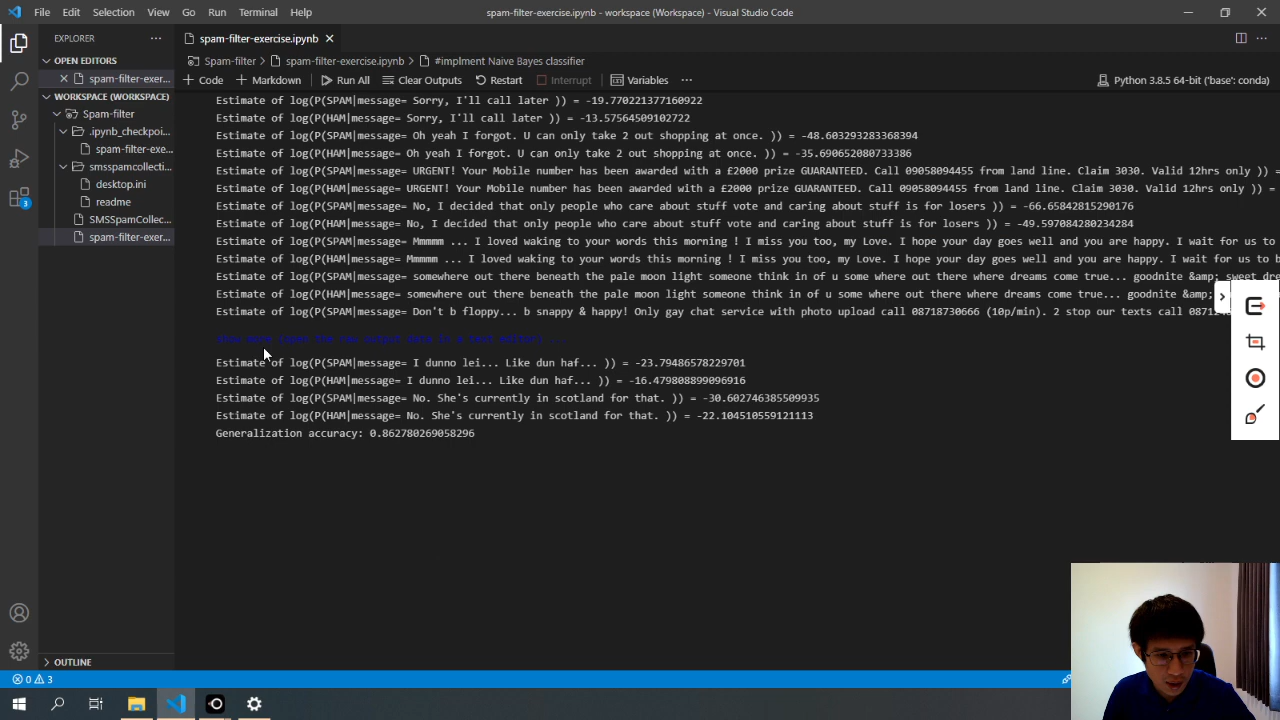 File Edit Selection View Go Run Terminal Help
spam-filter-exercise.ipynb - workspace (Workspace) - Visual Studio Code
EXPLORER
spam-filter-exercise.ipynb
OPEN EDITORS
Spam-filter > spam-filter-exercise.ipynb > #implment Naive Bayes classifier
spam-filter-exer...
Code Markdown Run All Clear Outputs Restart Interrupt Variables
Python 3.8.5 64-bit ('base': conda)
WORKSPACE (WORKSPACE)
Spam-filter
.ipynb_checkpoi...
spam-filter-exe...
smsspamcollecti...
desktop.ini
readme
SMSSpamCollec...
spam-filter-exer...
Estimate of log(P(SPAM|message= Sorry, I'll call later )) = -19.770221377160922
Estimate of log(P(HAM|message= Sorry, I'll call later )) = -13.57564509102722
Estimate of log(P(SPAM|message= Oh yeah I forgot. U can only take 2 out shopping at once. )) = -48.603293283368394
Estimate of log(P(HAM|message= Oh yeah I forgot. U can only take 2 out shopping at once. )) = -35.690652080733386
Estimate of log(P(SPAM|message= URGENT! Your Mobile number has been awarded with a £2000 prize GUARANTEED. Call 09058094455 from land line. Claim 3030. Valid 12hrs only )) =
Estimate of log(P(HAM|message= URGENT! Your Mobile number has been awarded with a £2000 prize GUARANTEED. Call 09058094455 from land line. Claim 3030. Valid 12hrs only )) =
Estimate of log(P(SPAM|message= No, I decided that only people who care about stuff vote and caring about stuff is for losers )) = -66.65842815290176
Estimate of log(P(HAM|message= No, I decided that only people who care about stuff vote and caring about stuff is for losers )) = -49.597084280234284
Estimate of log(P(SPAM|message= Mmmmm ... I loved waking to your words this morning ! I miss you too, my Love. I hope your day goes well and you are happy. I wait for us to
Estimate of log(P(HAM|message= Mmmmm ... I loved waking to your words this morning ! I miss you too, my Love. I hope your day goes well and you are happy. I wait for us to b
Estimate of log(P(SPAM|message= somewhere out there beneath the pale moon light someone think in of u some where out there where dreams come true... goodnite &amp; sweet dre
Estimate of log(P(HAM|message= somewhere out there beneath the pale moon light someone think in of u some where out there where dreams come true... goodnite &amp;
Estimate of log(P(SPAM|message= Don't b floppy... b snappy & happy! Only gay chat service with photo upload call 08718730666 (10p/min). 2 stop our texts call 08712
show more (open the raw output data in a text editor) ...
Estimate of log(P(SPAM|message= I dunno lei... Like dun haf... )) = -23.79486578229701
Estimate of log(P(HAM|message= I dunno lei... Like dun haf... )) = -16.479808899096916
Estimate of log(P(SPAM|message= No. She's currently in scotland for that. )) = -30.602746385509935
Estimate of log(P(HAM|message= No. She's currently in scotland for that. )) = -22.104510559121113
Generalization accuracy: 0.862780269058296
OUTLINE
0 3